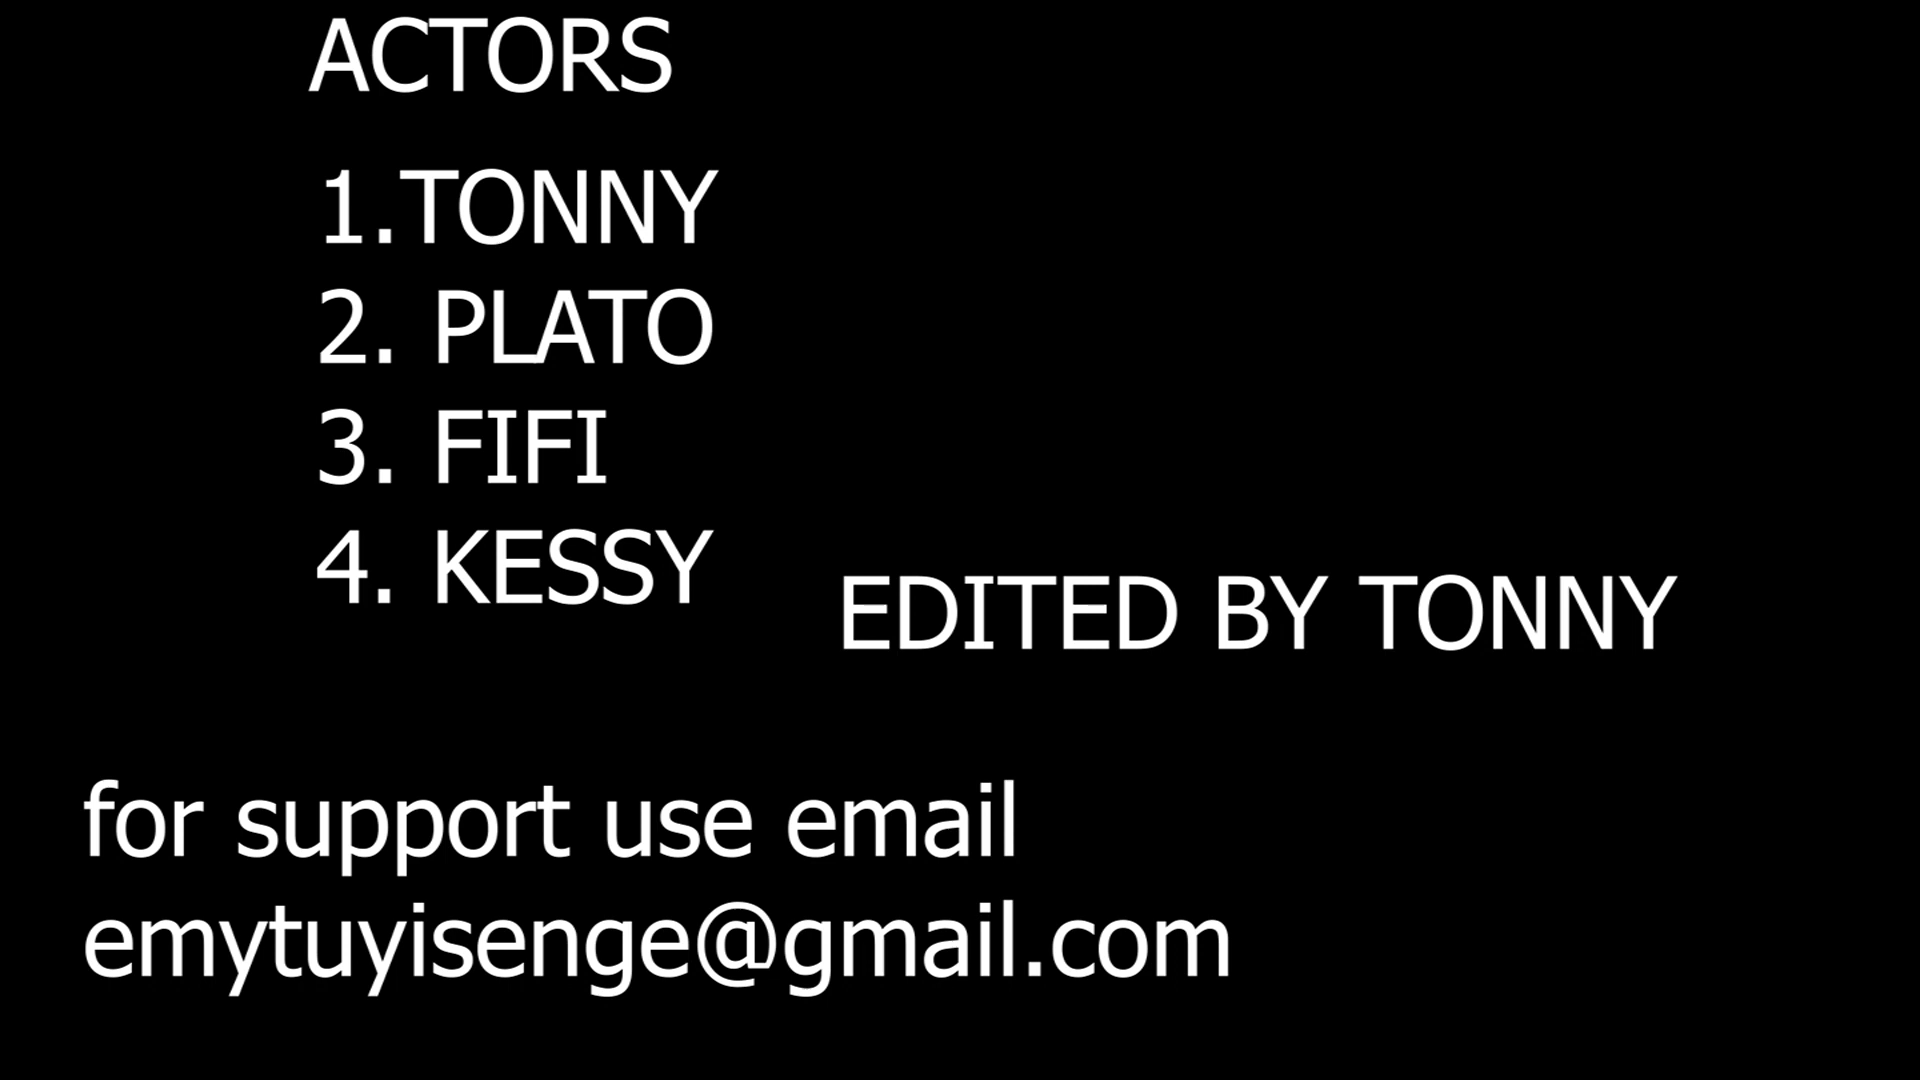 ACTORS
1.TONNY
2. PLATO
3. FIFI
4. KESSY
EDITED BY TONNY
for support use email
emytuyisenge@gmail.com